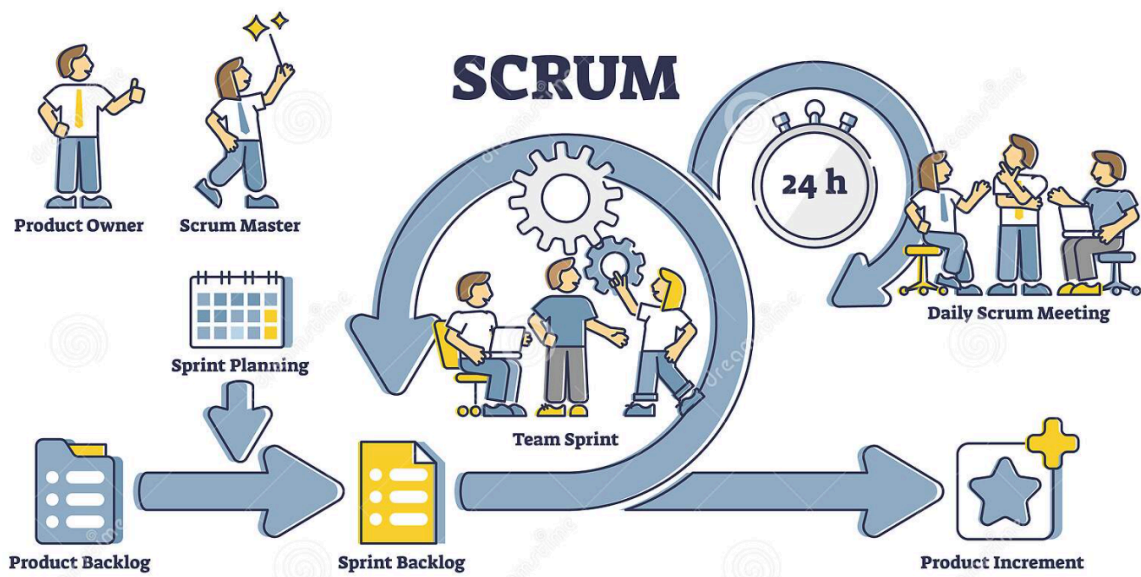 SCRUM
24 h
Product Owner
Scrum Master
Daily Scrum Meeting
Sprint Planning
Team Sprint
Product Backlog
Sprint Backlog
Product Increment
dreamstime